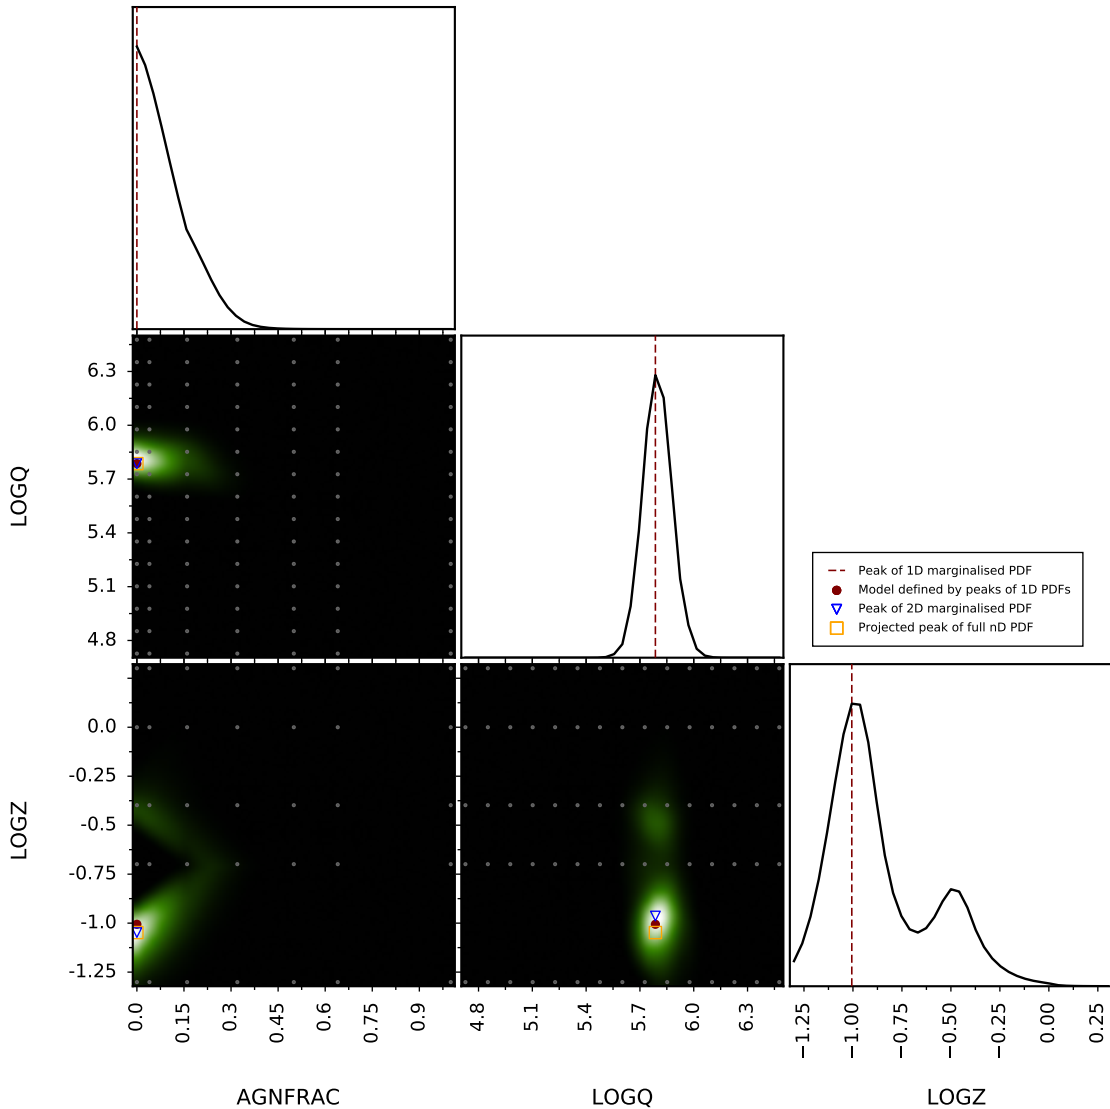 LOGQ
6.3
6.0
5.7
5.4
5.1
4.8
Peak of 1D marginalised PDF
Model defined by peaks of 1D PDFs
Peak of 2D marginalised PDF
Projected peak of full nD PDF
LOGZ
0.0
-0.25
-0.5
-0.75
-1.0
-1.25
0.0 0.15 0.3 0.45 0.6 0.75 0.9
4.8 5.1 5.4 5.7 6.0 6.3
−1.25 −1.00 −0.75 −0.50 −0.25 0.00 0.25
AGNFRAC LOGQ LOGZ